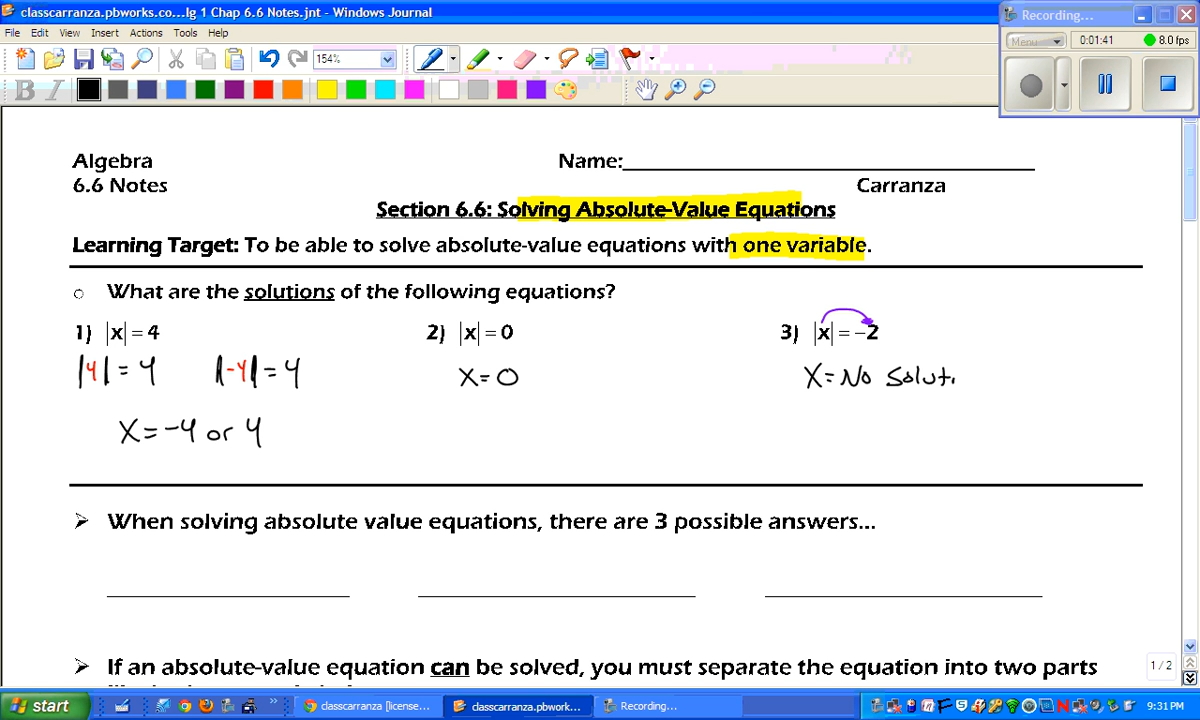 classcarranza.pbworks.co...lg 1 Chap 6.6 Notes.jnt - Windows Journal
Recording...
File Edit View Insert Actions Tools Help
Menu 0:01:41 8.0 fps
154%
B I
Algebra Name:
6.6 Notes Carranza
Section 6.6: Solving Absolute-Value Equations
Learning Target: To be able to solve absolute-value equations with one variable.
What are the solutions of the following equations?
1) |x| = 4 2) |x| = 0 3) |x| = -2
|4| = 4 |-4| = 4 X = 0 X = No Solut
X = -4 or 4
When solving absolute value equations, there are 3 possible answers...
If an absolute-value equation can be solved, you must separate the equation into two parts
1 / 2
start classcarranza [license... classcarranza.pbwork... Recording... 9:31 PM